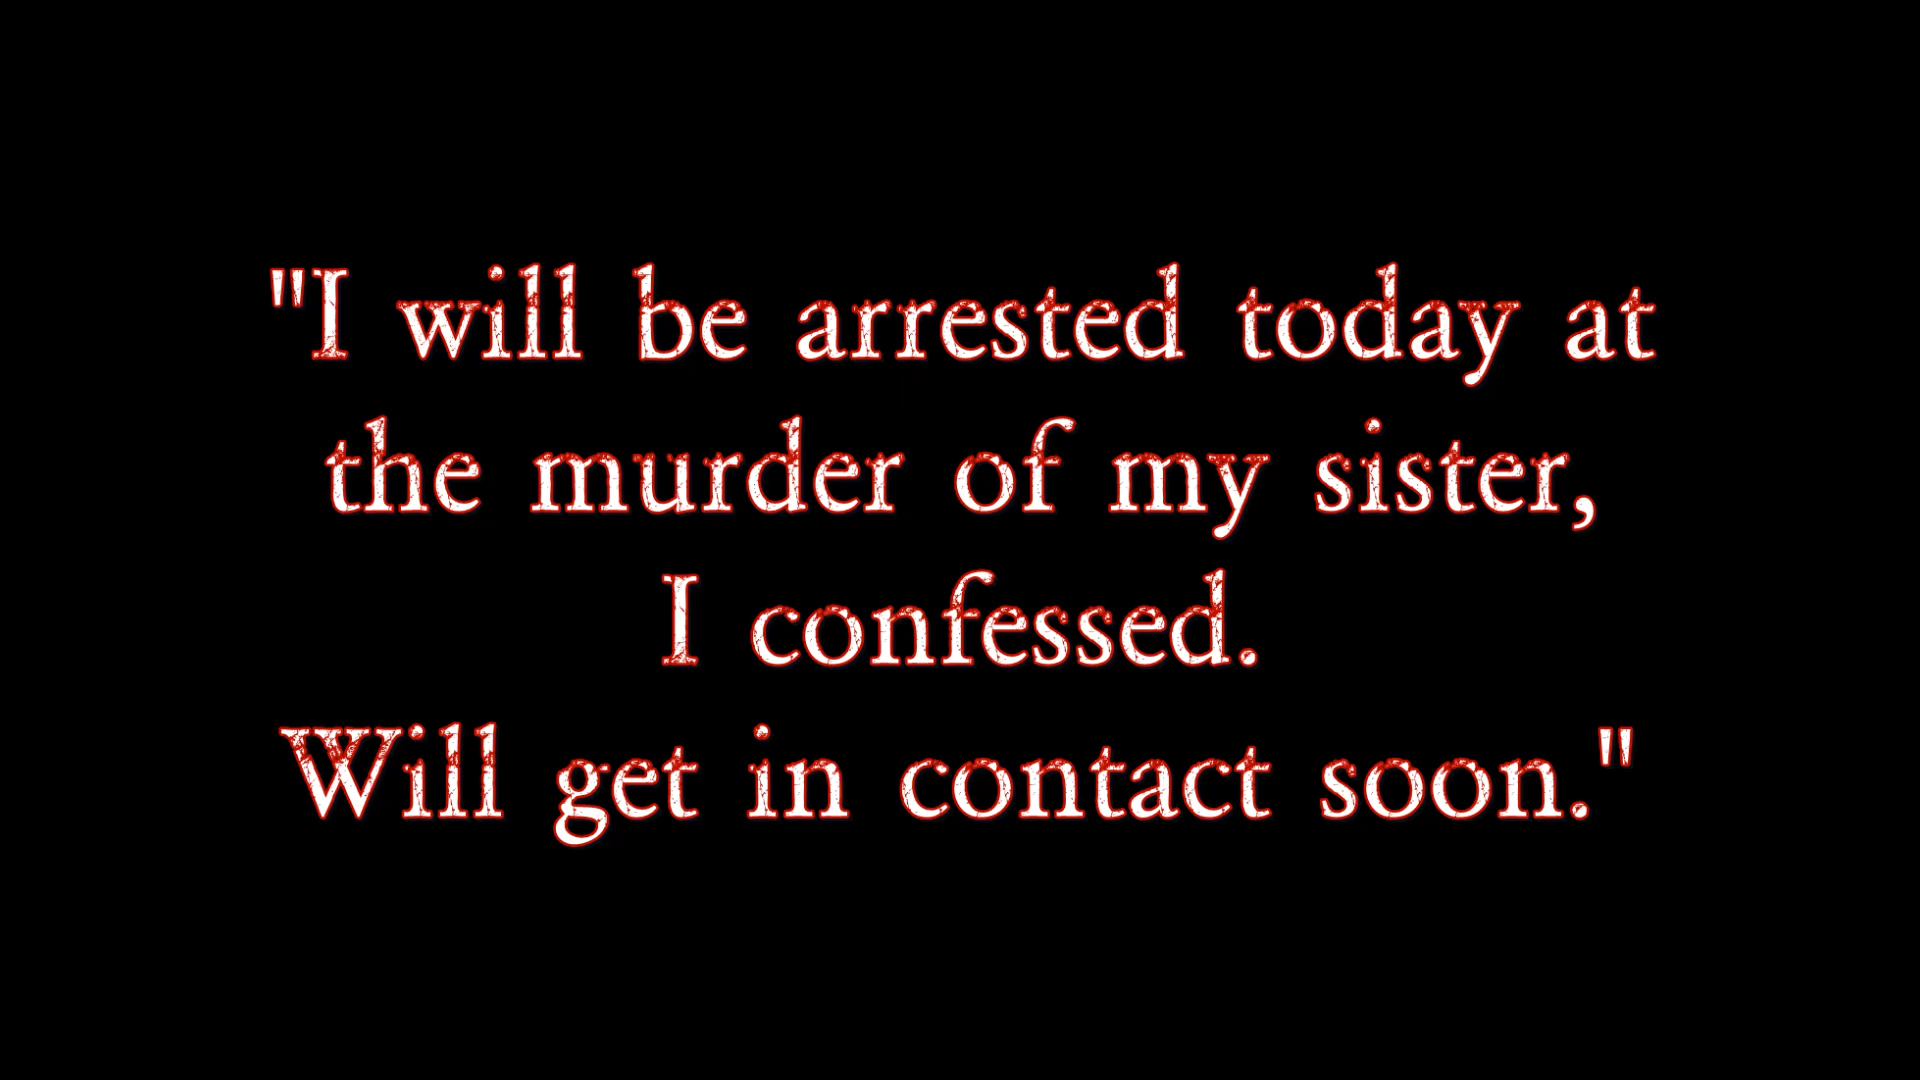 "I will be arrested today at
the murder of my sister,
I confessed.
Will get in contact soon."